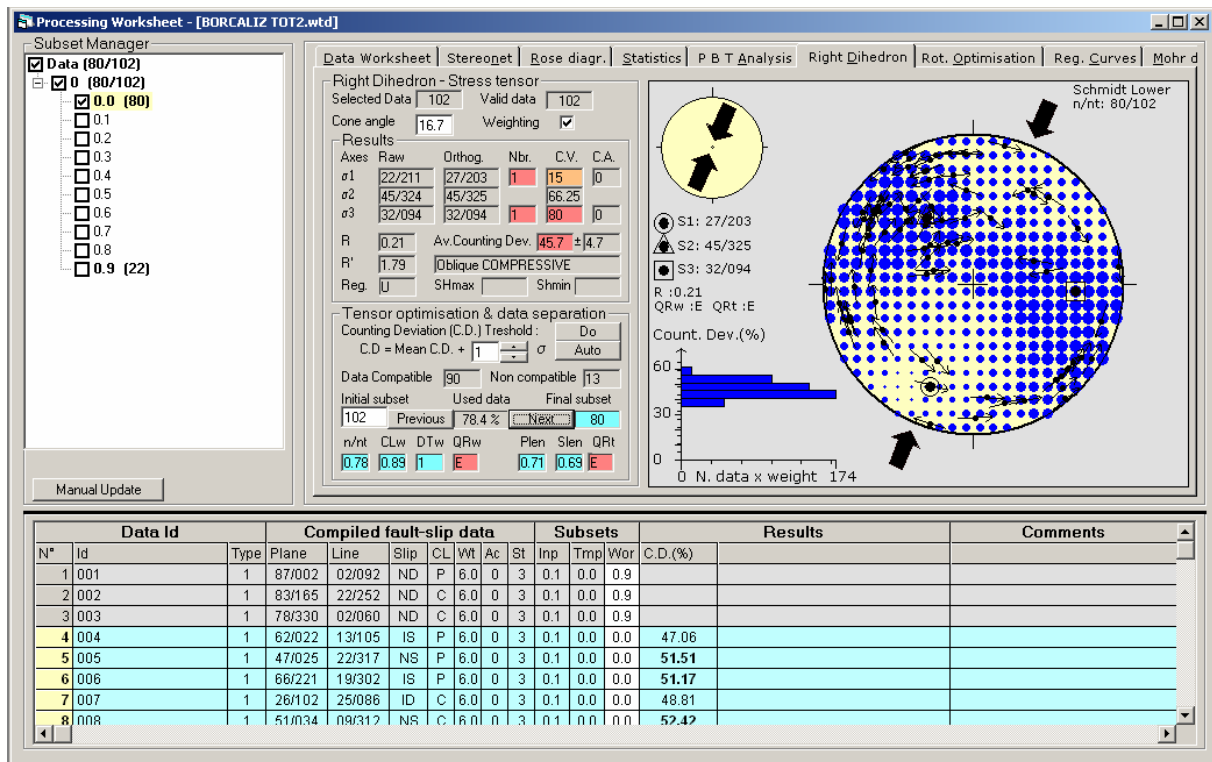 Processing Worksheet - [BORCALIZ TOT2.wtd]
Subset Manager
Data (80/102)
0 (80/102)
0.0 (80)
0.1
0.2
0.3
0.4
0.5
0.6
0.7
0.8
0.9 (22)
Manual Update
Data Worksheet Stereonet Rose diagr. Statistics P B T Analysis Right Dihedron Rot. Optimisation Reg. Curves Mohr d
Right Dihedron - Stress tensor
Selected Data 102 Valid data 102
Cone angle 16.7 Weighting
Results
Axes Raw Orthog. Nbr. C.V. C.A.
σ1 22/211 27/203 1 15 0
σ2 45/324 45/325 66.25
σ3 32/094 32/094 1 80 0
R 0.21 Av.Counting Dev. 45.7 ± 4.7
R' 1.79 Oblique COMPRESSIVE
Reg. U SHmax Shmin
Tensor optimisation & data separation
Counting Deviation (C.D.) Treshold : Do
C.D = Mean C.D. + 1 σ Auto
Data Compatible 90 Non compatible 13
Initial subset Used data Final subset
102 Previous 78.4 % Next 80
n/nt CLw DTw QRw Plen Slen QRt
0.78 0.89 1 E 0.71 0.69 E
S1: 27/203
S2: 45/325
S3: 32/094
R :0.21
QRw :E QRt :E
Count. Dev.(%)
60
30
0
0 N. data x weight 174
Schmidt Lower
n/nt: 80/102
Data Id Compiled fault-slip data Subsets Results Comments
N° Id Type Plane Line Slip CL Wt Ac St Inp Tmp Wor C.D.(%)
1 001 1 87/002 02/092 ND P 6.0 0 3 0.1 0.0 0.9
2 002 1 83/165 22/252 ND C 6.0 0 3 0.1 0.0 0.9
3 003 1 78/330 02/060 ND C 6.0 0 3 0.1 0.0 0.9
4 004 1 62/022 13/105 IS P 6.0 0 3 0.1 0.0 0.0 47.06
5 005 1 47/025 22/317 NS P 6.0 0 3 0.1 0.0 0.0 51.51
6 006 1 66/221 19/302 IS P 6.0 0 3 0.1 0.0 0.0 51.17
7 007 1 26/102 25/086 ID C 6.0 0 3 0.1 0.0 0.0 48.81
8 008 1 51/034 09/312 NS C 6.0 0 3 0.1 0.0 0.0 52.42